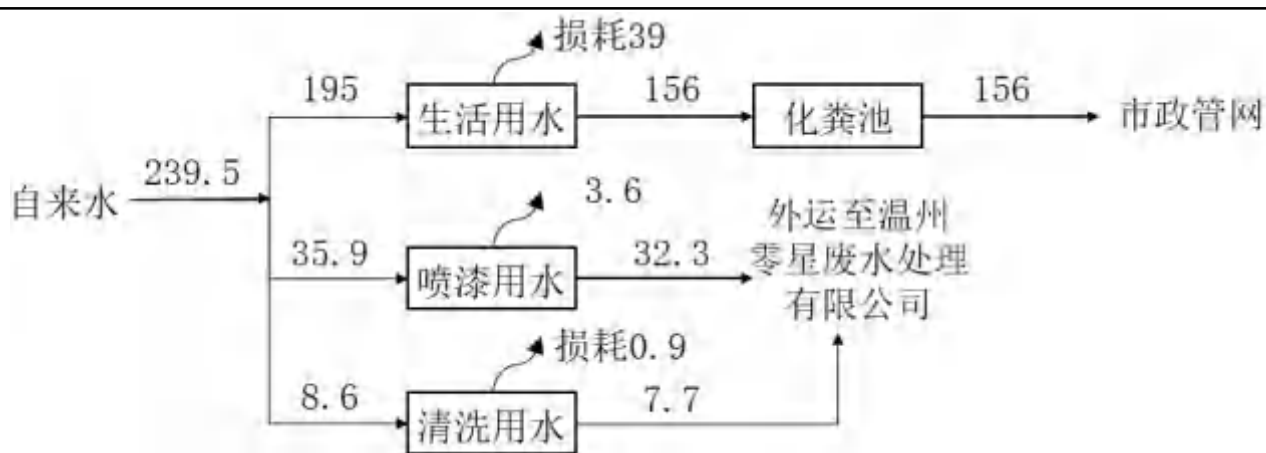 损耗39
195
生活用水
156
化粪池
156
市政管网
自来水
239.5
3.6
35.9
喷漆用水
32.3
外运至温州
零星废水处理
有限公司
损耗0.9
8.6
清洗用水
7.7